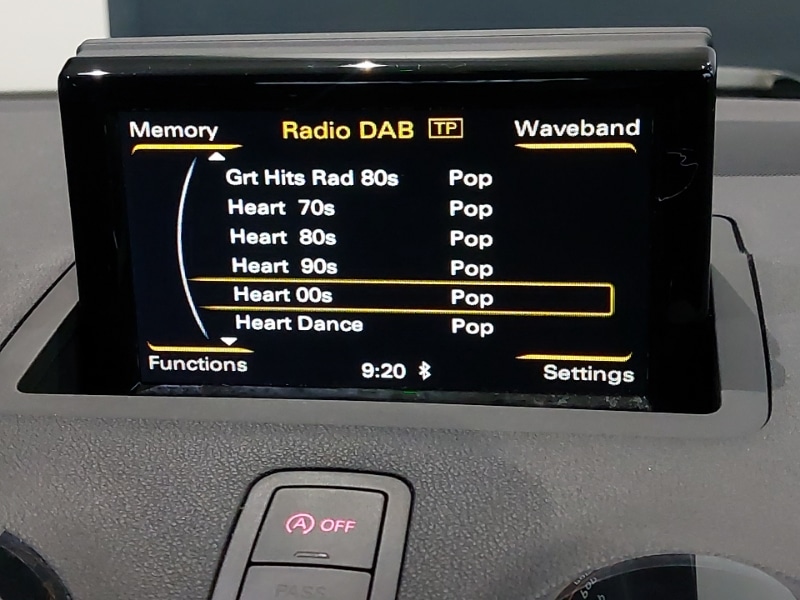 Memory Radio DAB TP Waveband
Grt Hits Rad 80s Pop
Heart 70s Pop
Heart 80s Pop
Heart 90s Pop
Heart 00s Pop
Heart Dance Pop
Functions 9:20 Settings
A OFF
PASS